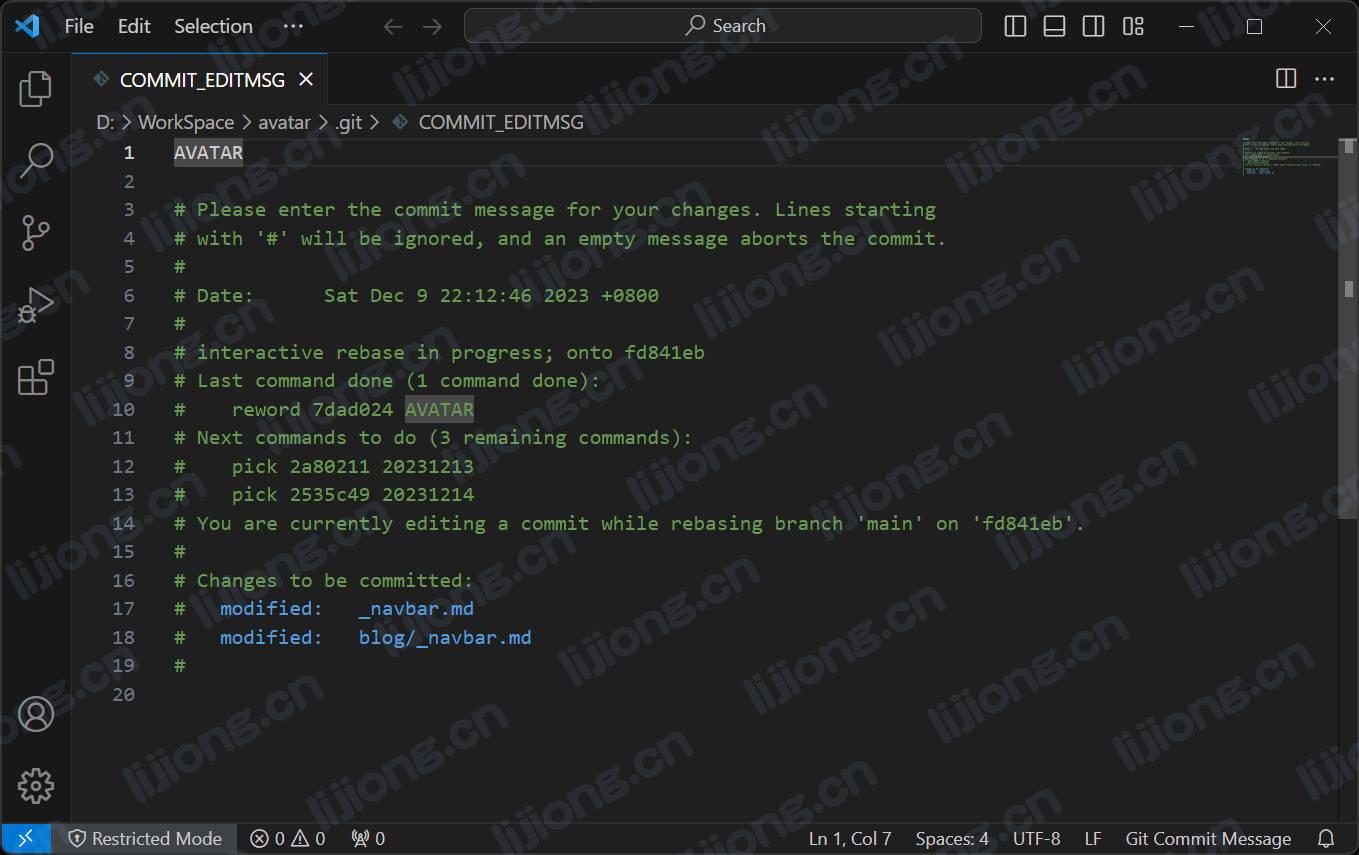 File Edit Selection ··· Search
COMMIT_EDITMSG
D: > WorkSpace > avatar > .git > COMMIT_EDITMSG
1 AVATAR
2
3 # Please enter the commit message for your changes. Lines starting
4 # with '#' will be ignored, and an empty message aborts the commit.
5 #
6 # Date:      Sat Dec 9 22:12:46 2023 +0800
7 #
8 # interactive rebase in progress; onto fd841eb
9 # Last command done (1 command done):
10 #    reword 7dad024 AVATAR
11 # Next commands to do (3 remaining commands):
12 #    pick 2a80211 20231213
13 #    pick 2535c49 20231214
14 # You are currently editing a commit while rebasing branch 'main' on 'fd841eb'.
15 #
16 # Changes to be committed:
17 #   modified:   _navbar.md
18 #   modified:   blog/_navbar.md
19 #
20
Restricted Mode 0 0 0 Ln 1, Col 7 Spaces: 4 UTF-8 LF Git Commit Message
lijiong.cn